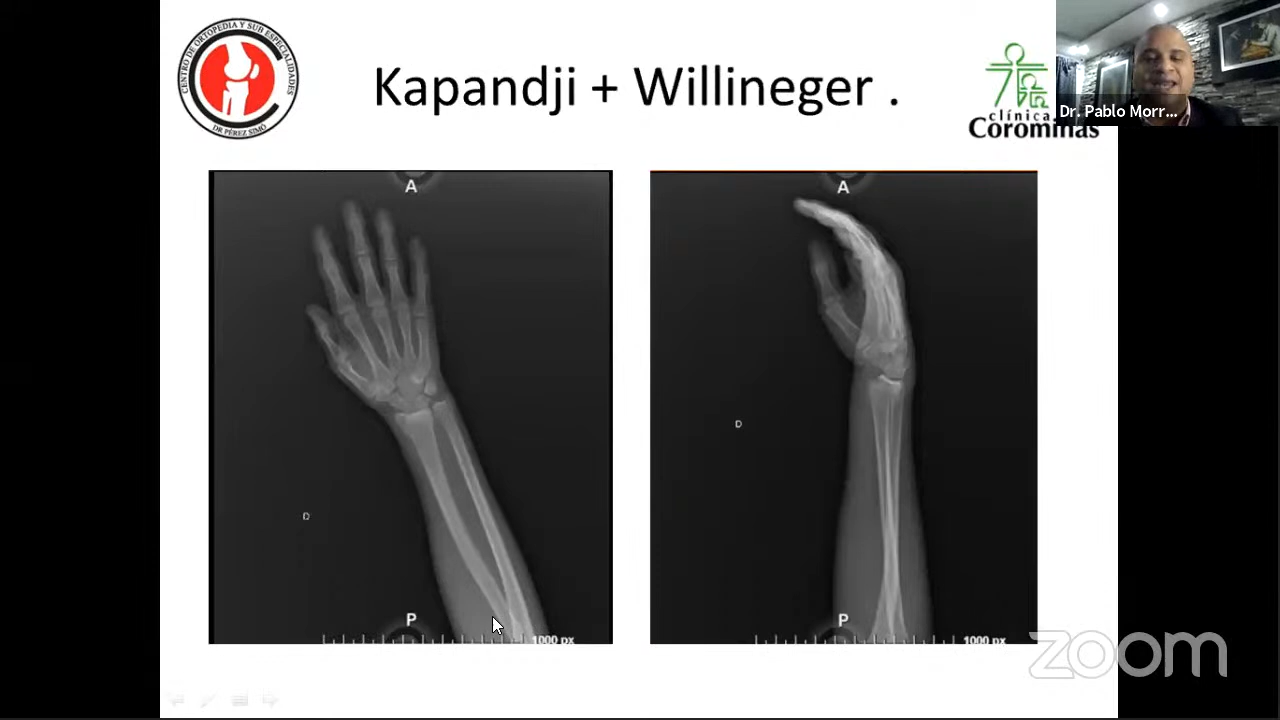 CENTRO DE ORTOPEDIA Y SUB ESPECIALIDADES
DR PÉREZ SIMÓ
Kapandji + Willineger .
clínica
Corominas
Dr. Pablo Morr...
A
D
P
1000 px
A
D
P
1000 px
zoom